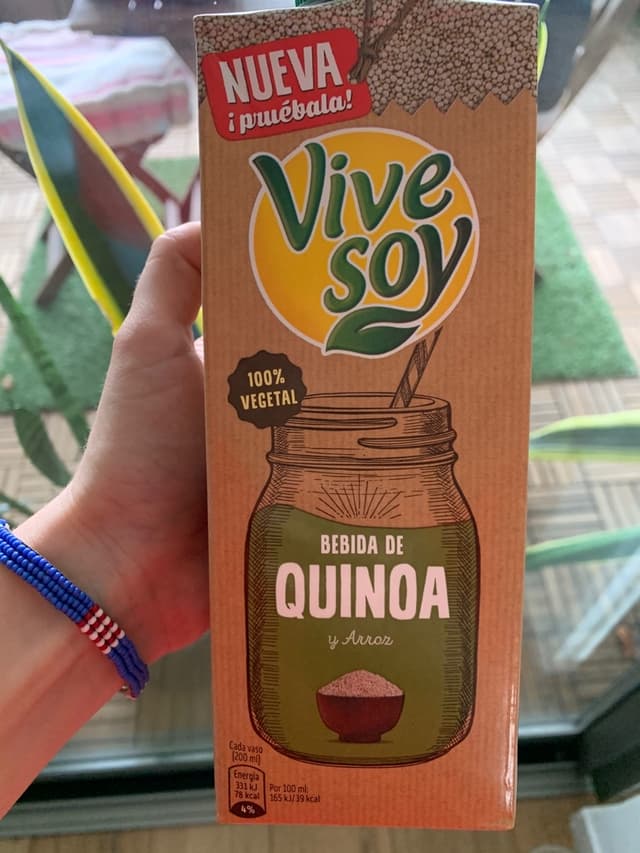 NUEVA
¡pruébala!
Vive
soy
100%
VEGETAL
BEBIDA DE
QUINOA
y Arroz
Cada vaso
(200 ml)
Energía
331 kJ
78 kcal
4%
Por 100 ml:
165 kJ/39 kcal